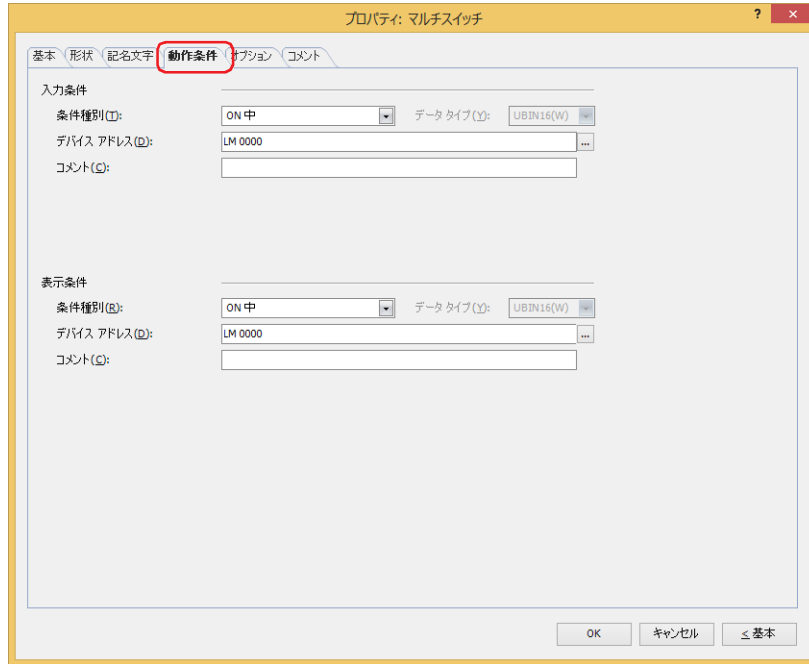 プロパティ: マルチスイッチ ? ×
基本 形状 記名文字 動作条件 オプション コメント
入力条件
条件種別(T): ON 中 データ タイプ(Y): UBIN16(W)
デバイス アドレス(D): LM 0000 ...
コメント(C):
表示条件
条件種別(R): ON 中 データ タイプ(Y): UBIN16(W)
デバイス アドレス(D): LM 0000 ...
コメント(C):
OK キャンセル < 基本